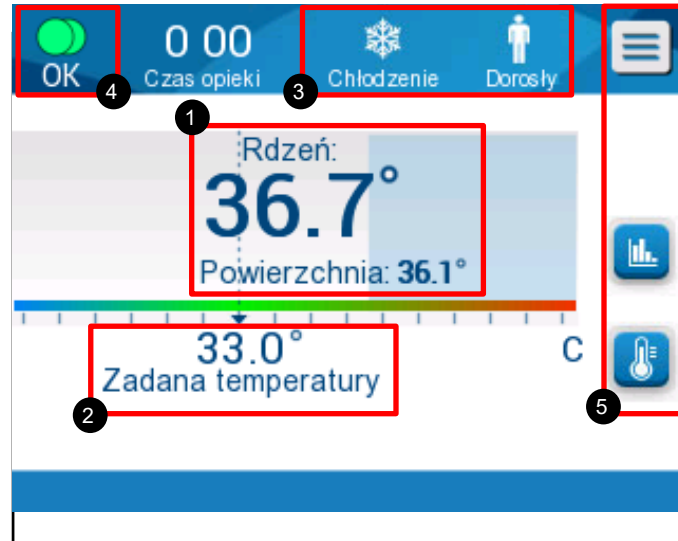 0 00
OK
Czas opieki
Chłodzenie
Dorosły
4
3
1
Rdzeń:
36.7°
Powierzchnia: 36.1°
33.0°
C
Zadana temperatury
2
5